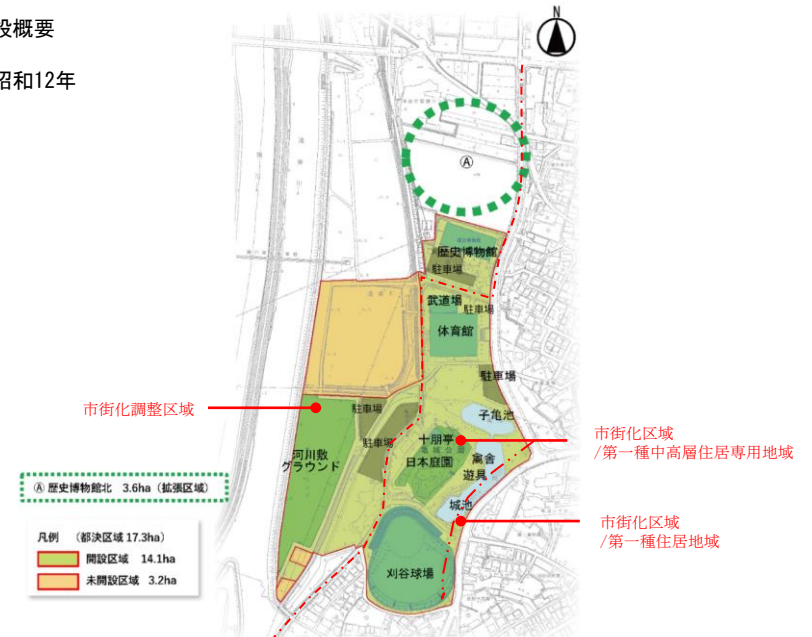 設概要
昭和12年
N
Ⓐ
歴史博物館
駐車場
武道場
駐車場
体育館
駐車場
子亀池
市街化調整区域
駐車場
駐車場
河川敷
グラウンド
十朋亭
日本庭園
禽舎
遊具
城池
刈谷球場
市街化区域
/第一種中高層住居専用地域
市街化区域
/第一種住居地域
Ⓐ 歴史博物館北 3.6ha（拡張区域）
凡例 （都決区域 17.3ha）
開設区域 14.1ha
未開設区域 3.2ha